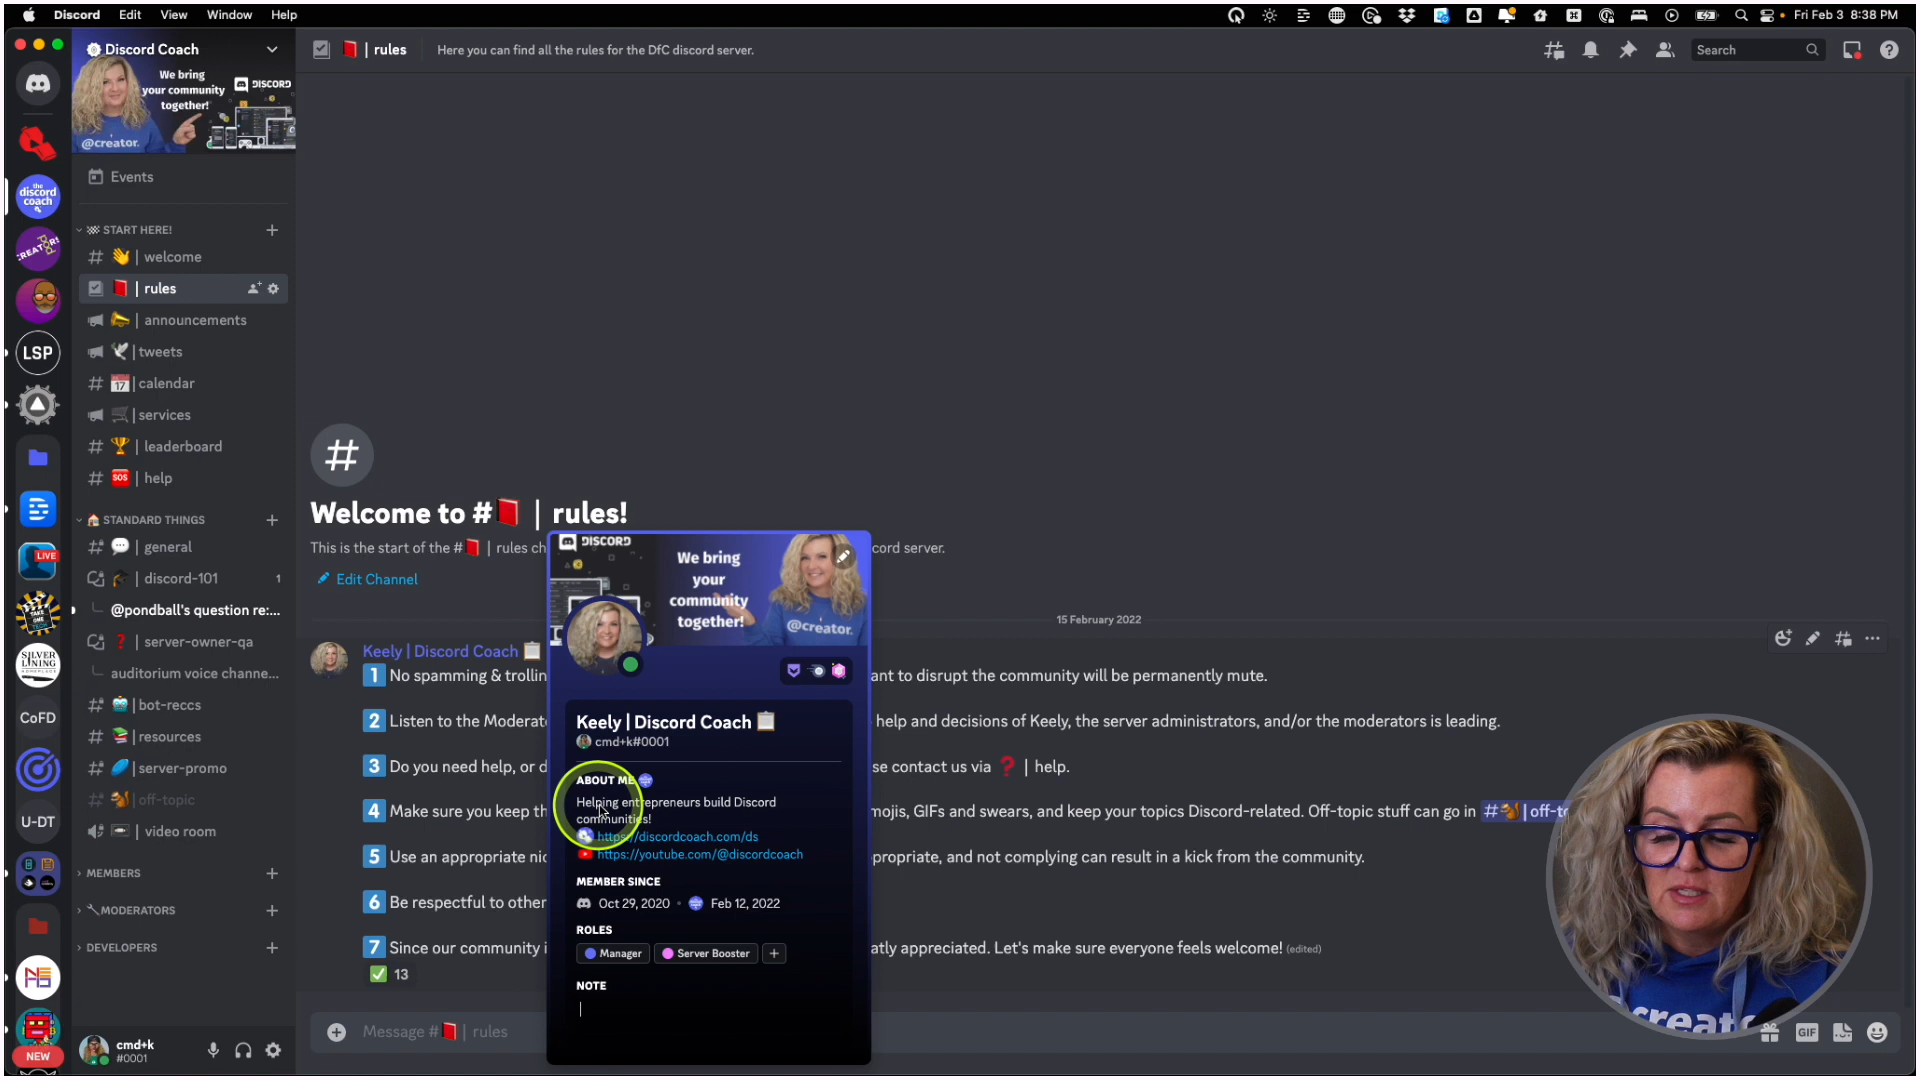 Discord Edit View Window Help
Fri Feb 3 8:38 PM
Discord Coach
We bring
your community
together!
DISCORD
@creator.
| rules
Here you can find all the rules for the DfC discord server.
Search
the
discord
coach
LSP
LIVE
TAKE
ONE
TECH
SILVER
LINING
CoFD
U-DT
NEW
Events
START HERE!
| welcome
| rules
| announcements
| tweets
17 | calendar
| services
| leaderboard
SOS | help
STANDARD THINGS
| general
| discord-101 1
@pondball's question re:...
| server-owner-qa
auditorium voice channe...
| bot-reccs
| resources
| server-promo
| off-topic
| video room
MEMBERS
MODERATORS
DEVELOPERS
cmd+k
#0001
Welcome to # | rules!
This is the start of the # | rules ch
cord server.
Edit Channel
15 February 2022
Keely | Discord Coach
1 No spamming & trollin
ant to disrupt the community will be permanently mute.
2 Listen to the Moderat
help and decisions of Keely, the server administrators, and/or the moderators is leading.
3 Do you need help, or d
se contact us via ❓ | help.
4 Make sure you keep th
mojis, GIFs and swears, and keep your topics Discord-related. Off-topic stuff can go in # | off-to
5 Use an appropriate nic
propriate, and not complying can result in a kick from the community.
6 Be respectful to other
7 Since our community i
atly appreciated. Let's make sure everyone feels welcome! (edited)
13
Message # | rules
GIF
DISCORD
We bring
your
community
together!
@creator.
Keely | Discord Coach
cmd+k#0001
ABOUT ME
Helping entrepreneurs build Discord
communities!
https://discordcoach.com/ds
https://youtube.com/@discordcoach
MEMBER SINCE
Oct 29, 2020 • Feb 12, 2022
ROLES
Manager Server Booster +
NOTE